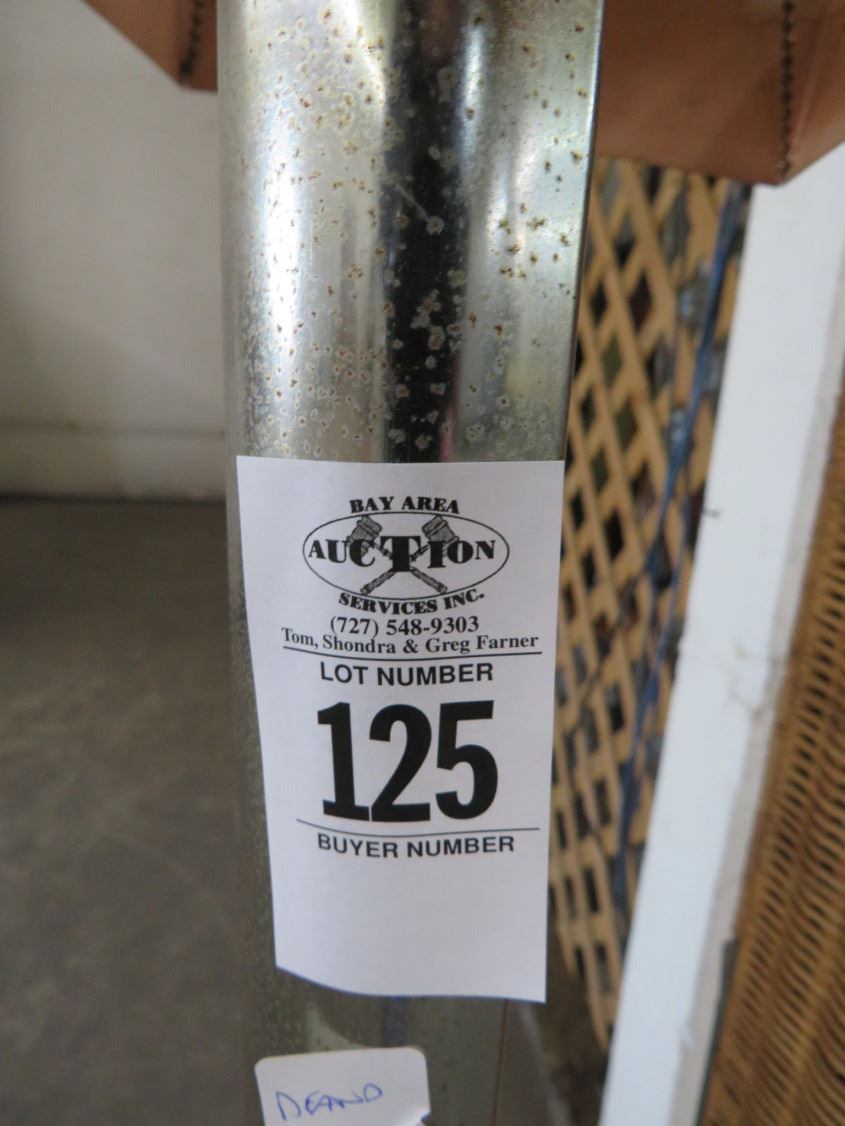 BAY AREA
AUCTION
SERVICES INC.
(727) 548-9303
Tom, Shondra & Greg Farner
LOT NUMBER
125
BUYER NUMBER